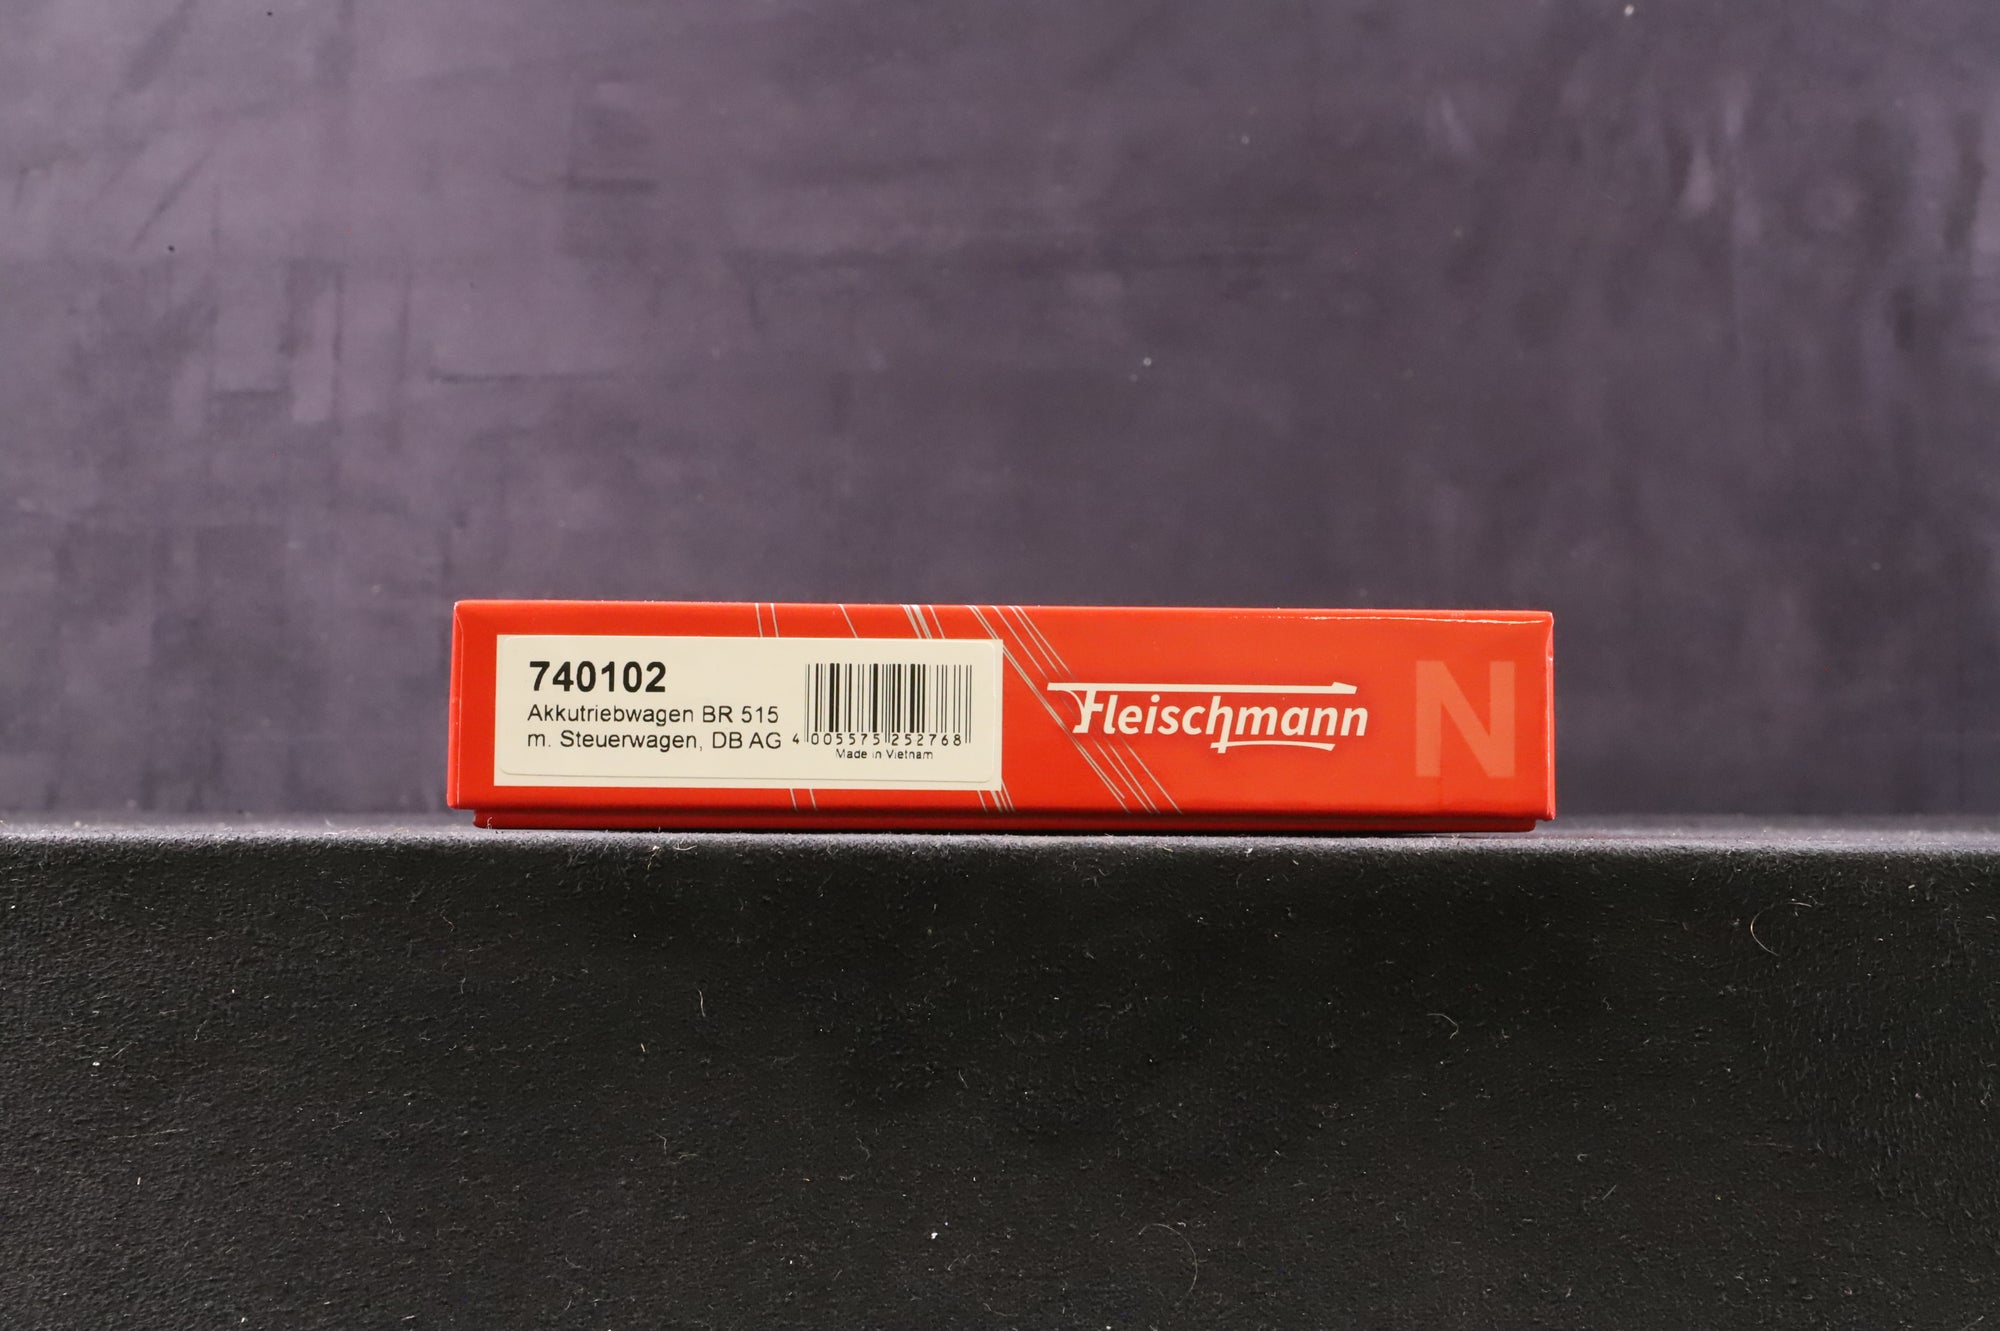 740102
Akkutriebwagen BR 515
m. Steuerwagen, DB AG
4 005575 252768
Made in Vietnam
Fleischmann
N